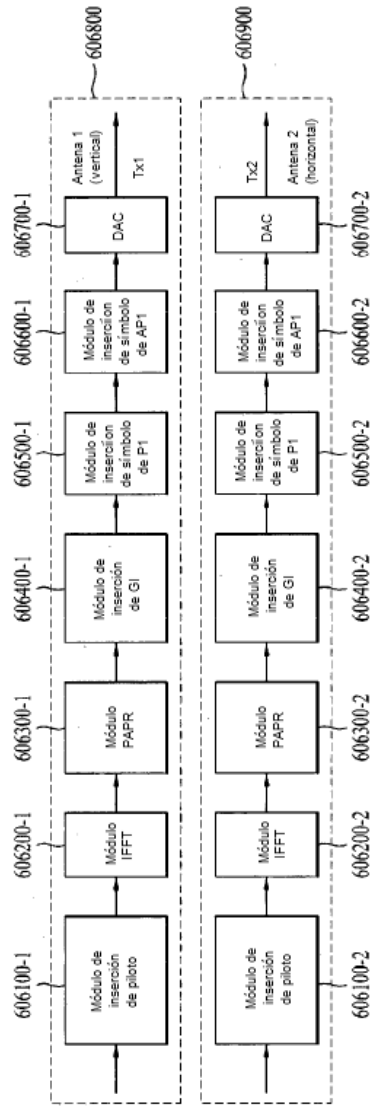 606100-1
606200-1
606300-1
606400-1
606500-1
606600-1
606700-1
606800
Módulo de
inserción
de piloto
Módulo
IFFT
Módulo
PAPR
Módulo de
inserción
de GI
Módulo de
inserciíon
de símbolo
de P1
Módulo de
inserciíon
de símbolo
de AP1
DAC
Antena 1
(vertical)
Tx1
606900
Módulo de
inserción
de piloto
Módulo
IFFT
Módulo
PAPR
Módulo de
inserción
de GI
Módulo de
inserciíon
de símbolo
de P1
Módulo de
inserciíon
de símbolo
de AP1
DAC
Tx2
Antena 2
(horizontal)
606100-2
606200-2
606300-2
606400-2
606500-2
606600-2
606700-2